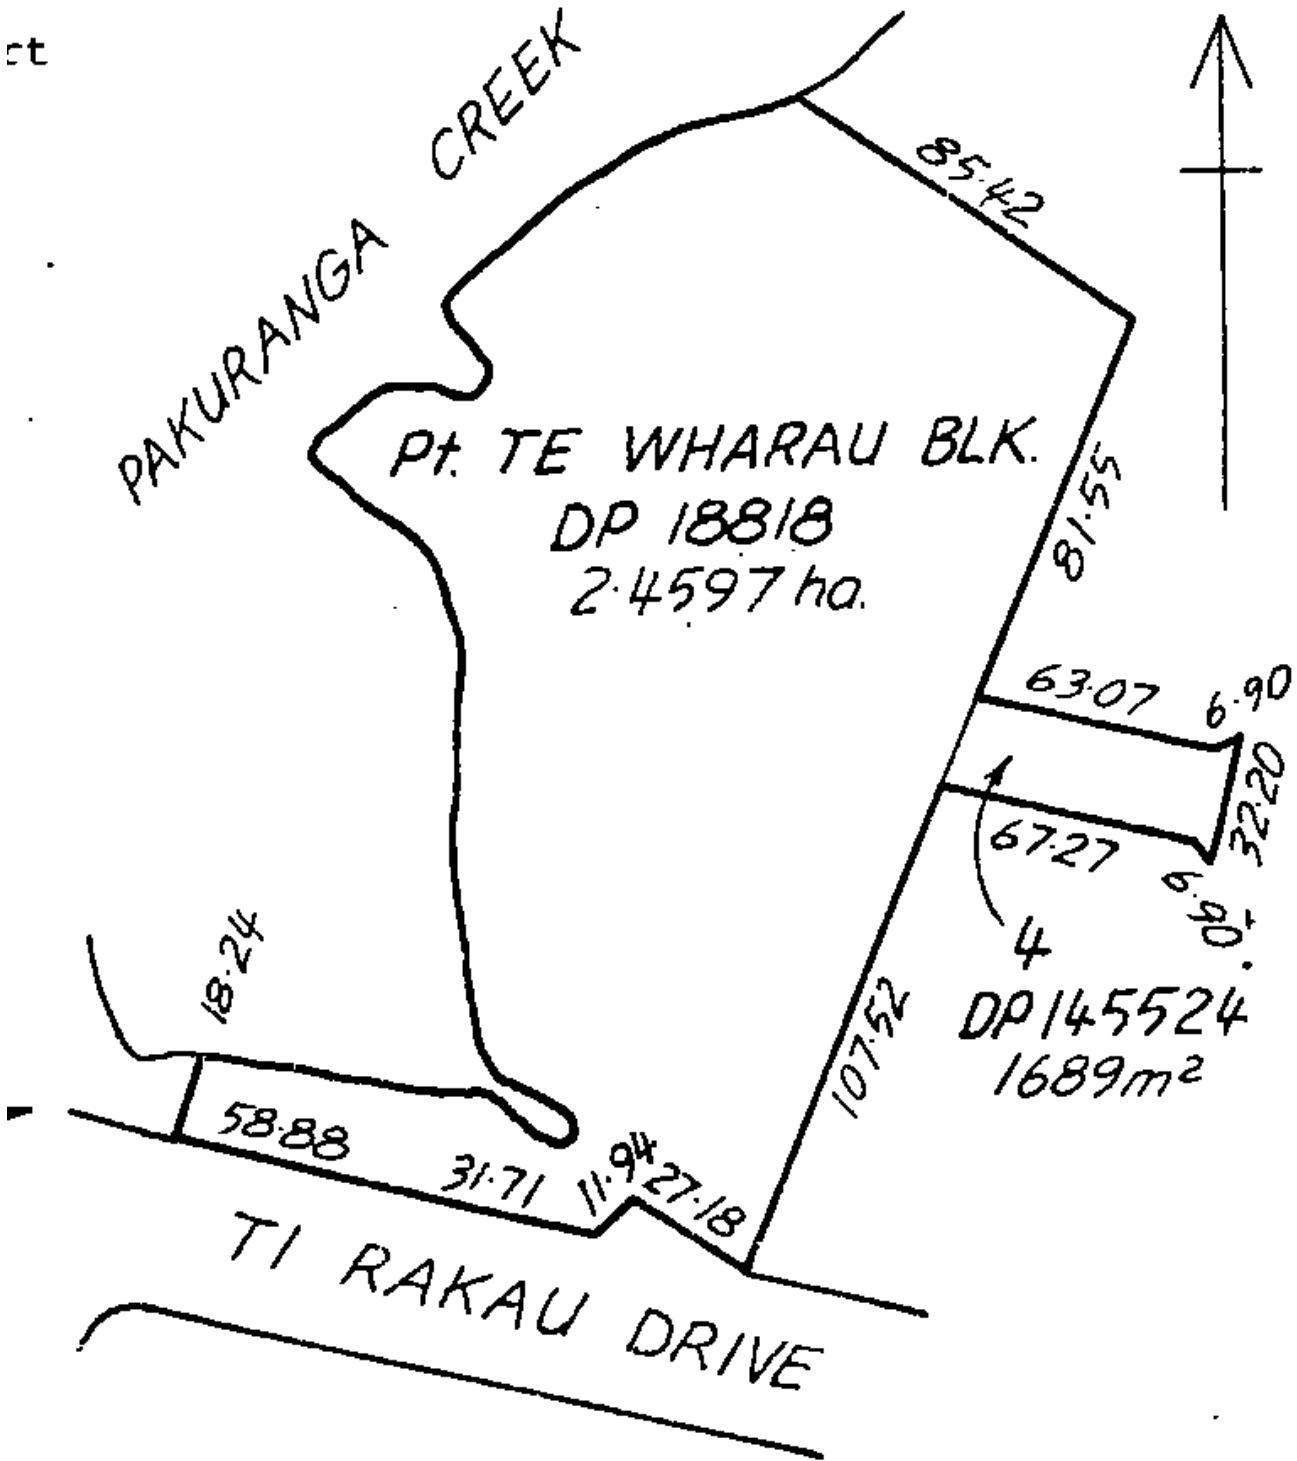 CREEK
PAKURANGA
85.42
Pt. TE WHARAU BLK.
DP 18818
2.4597 ha.
81.55
63.07
6.90
32.20
67.27
6.90
4
DP 145524
1689m²
107.52
18.24
58.88
31.71
11.94
27.18
TI RAKAU DRIVE